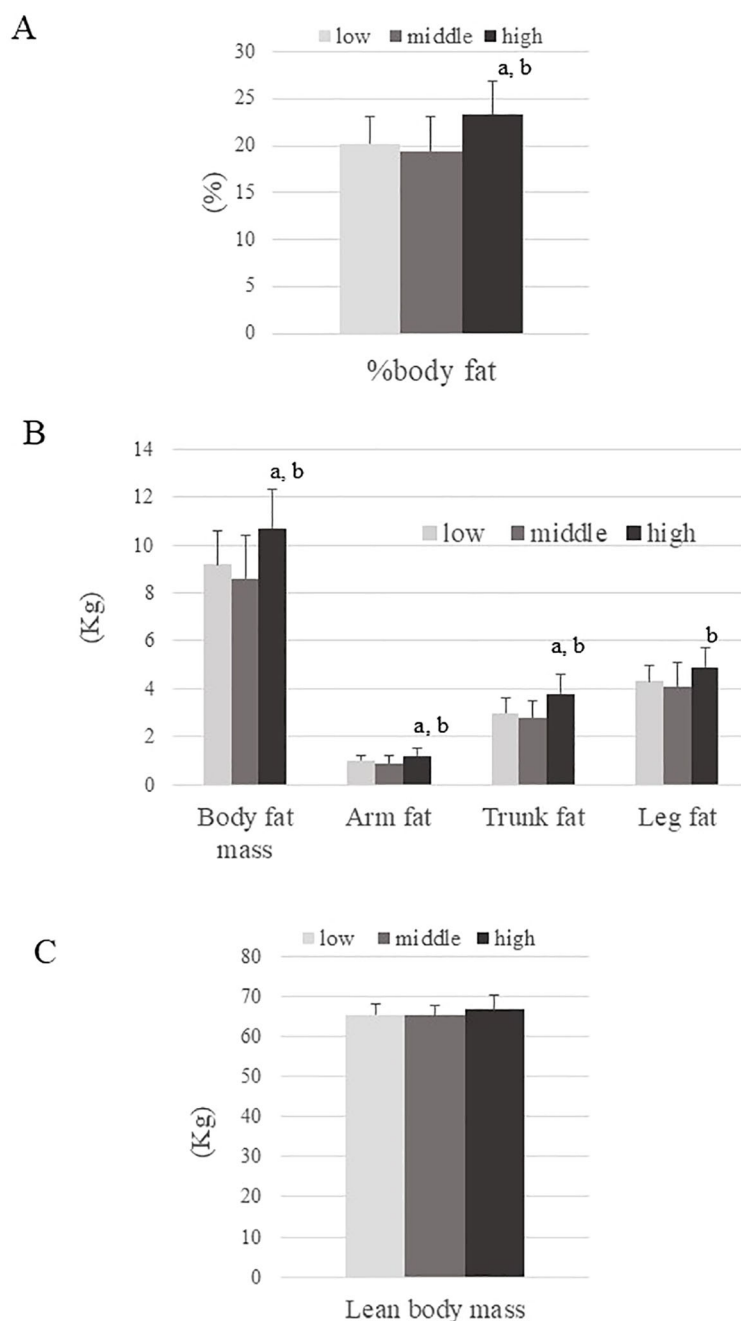 A
low middle high
30
a, b
25
20
(%)
15
10
5
0
%body fat
B
14
a, b
12
low middle high
10
(Kg)
8
6
a, b
b
4
2
a, b
0
Body fat mass
Arm fat
Trunk fat
Leg fat
C
low middle high
80
70
60
50
(Kg)
40
30
20
10
0
Lean body mass